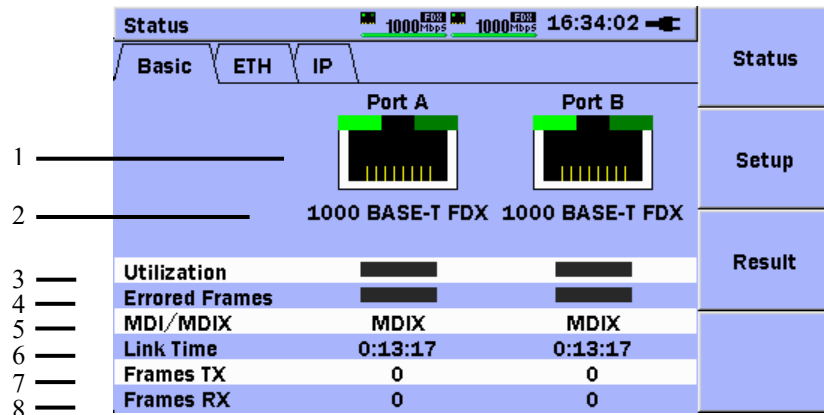 Status 1000 FDX Mbps 1000 FDX Mbps 16:34:02
Status
Basic ETH IP
Port A Port B
1
Setup
2
1000 BASE-T FDX 1000 BASE-T FDX
Result
3 Utilization
4 Errored Frames
5 MDI/MDIX MDIX MDIX
6 Link Time 0:13:17 0:13:17
7 Frames TX 0 0
8 Frames RX 0 0